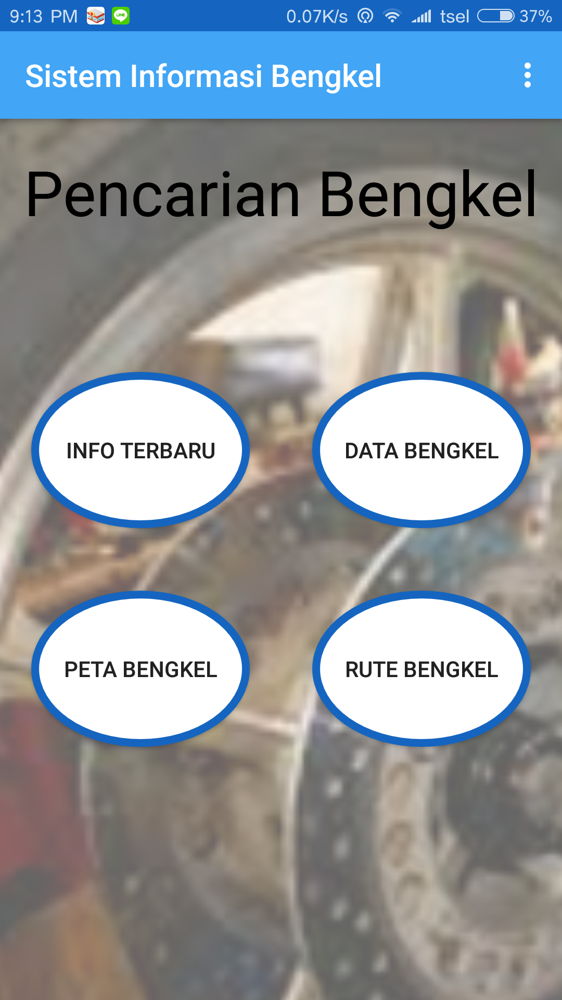 9:13 PM LINE 0.07K/s tsel 37%
Sistem Informasi Bengkel
Pencarian Bengkel
INFO TERBARU DATA BENGKEL
PETA BENGKEL RUTE BENGKEL